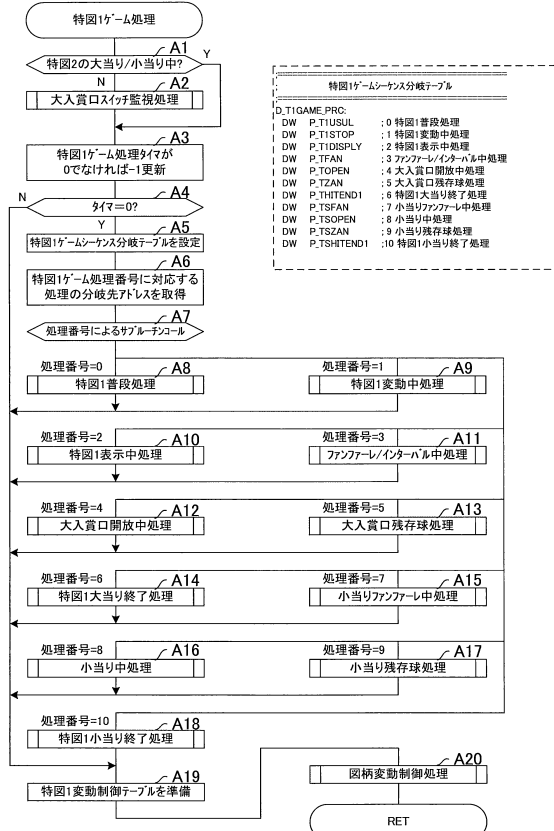 特図1ゲーム処理
A1
特図2の大当り/小当り中?
Y
N
A2
大入賞口スイッチ監視処理
A3
特図1ゲーム処理タイマが
0でなければ-1更新
A4
N
タイマ=0?
Y
A5
特図1ゲームシーケンス分岐テーブルを設定
A6
特図1ゲーム処理番号に対応する
処理の分岐先アドレスを取得
A7
処理番号によるサブルーチンコール
処理番号=0
A8
特図1普段処理
処理番号=1
A9
特図1変動中処理
処理番号=2
A10
特図1表示中処理
処理番号=3
A11
ファンファーレ/インターバル中処理
処理番号=4
A12
大入賞口開放中処理
処理番号=5
A13
大入賞口残存球処理
処理番号=6
A14
特図1大当り終了処理
処理番号=7
A15
小当りファンファーレ中処理
処理番号=8
A16
小当り中処理
処理番号=9
A17
小当り残存球処理
処理番号=10
A18
特図1小当り終了処理
A19
特図1変動制御テーブルを準備
A20
図柄変動制御処理
RET
特図1ゲームシーケンス分岐テーブル
D_T1GAME_PRC:
DW P_T1USUL ;0 特図1普段処理
DW P_T1STOP ;1 特図1変動中処理
DW P_T1DISPLY ;2 特図1表示中処理
DW P_TFAN ;3 ファンファーレ/インターバル中処理
DW P_TOPEN ;4 大入賞口開放中処理
DW P_TZAN ;5 大入賞口残存球処理
DW P_THITEND1 ;6 特図1大当り終了処理
DW P_TSFAN ;7 小当りファンファーレ中処理
DW P_TSOPEN ;8 小当り中処理
DW P_TSZAN ;9 小当り残存球処理
DW P_TSHITEND1 ;10 特図1小当り終了処理